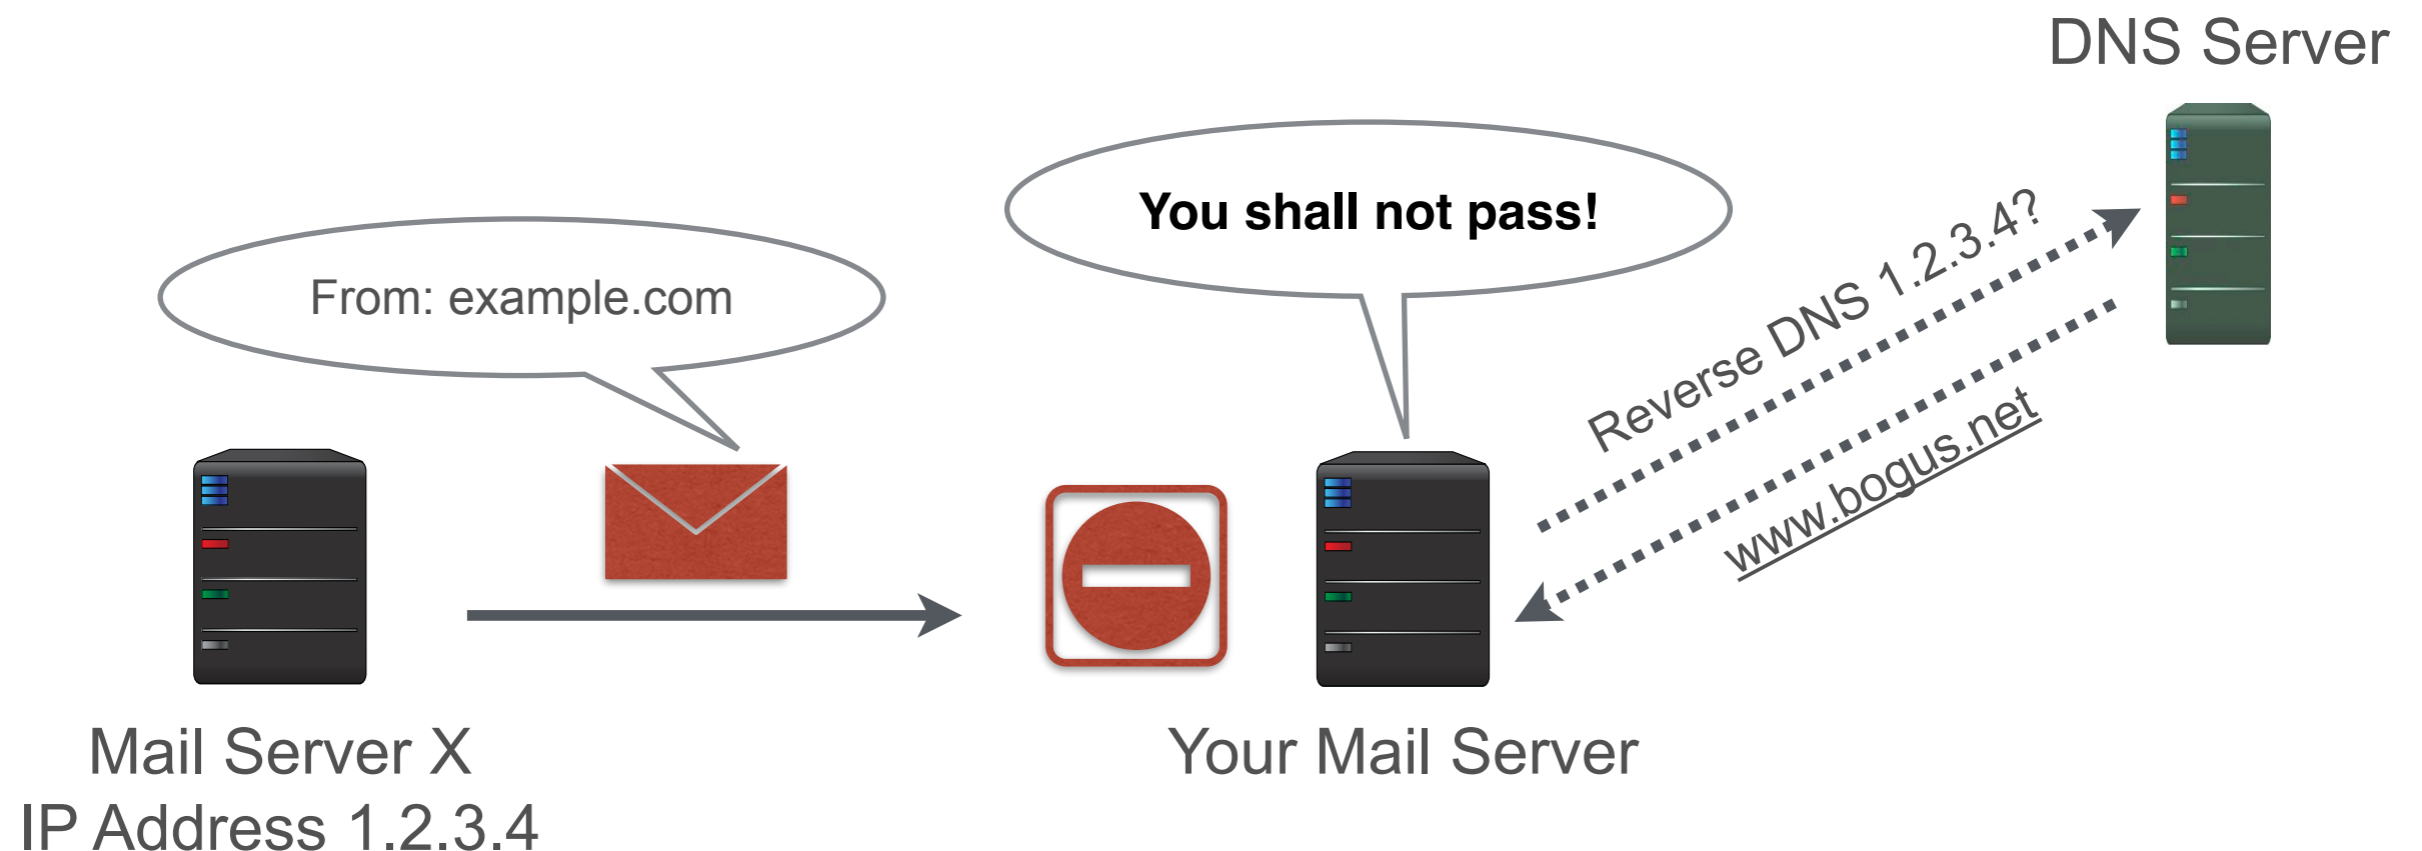 DNS Server
You shall not pass!
From: example.com
Reverse DNS 1.2.3.4?
www.bogus.net
Mail Server X
IP Address 1.2.3.4
Your Mail Server